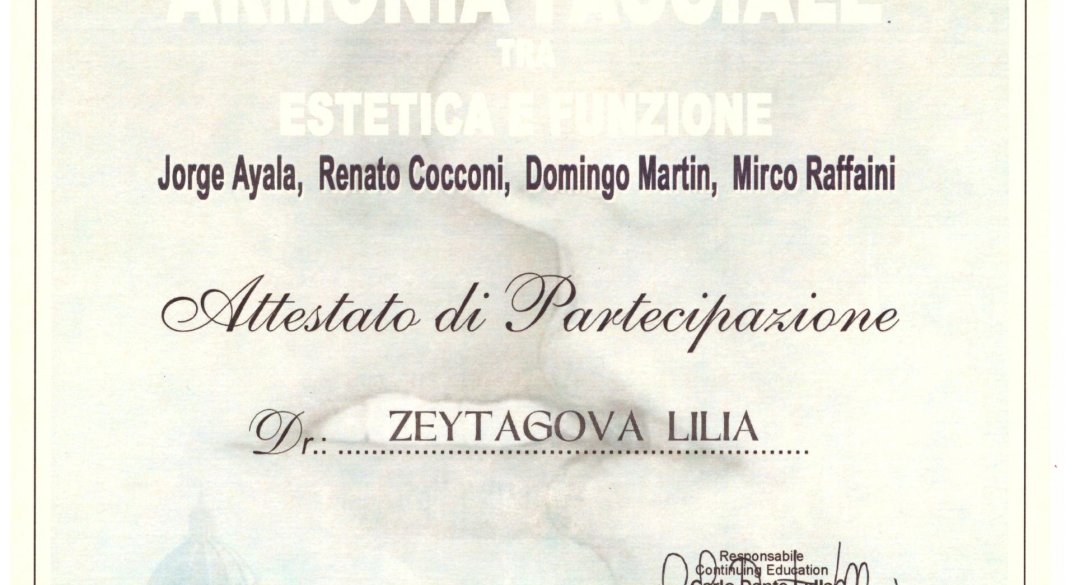 ARMONIA FACCIALE
TRA
ESTETICA E FUNZIONE
Jorge Ayala, Renato Cocconi, Domingo Martin, Mirco Raffaini
Attestato di Partecipazione
Dr.: ZEYTAGOVA LILIA
Responsabile
Continuing Education
Carlo